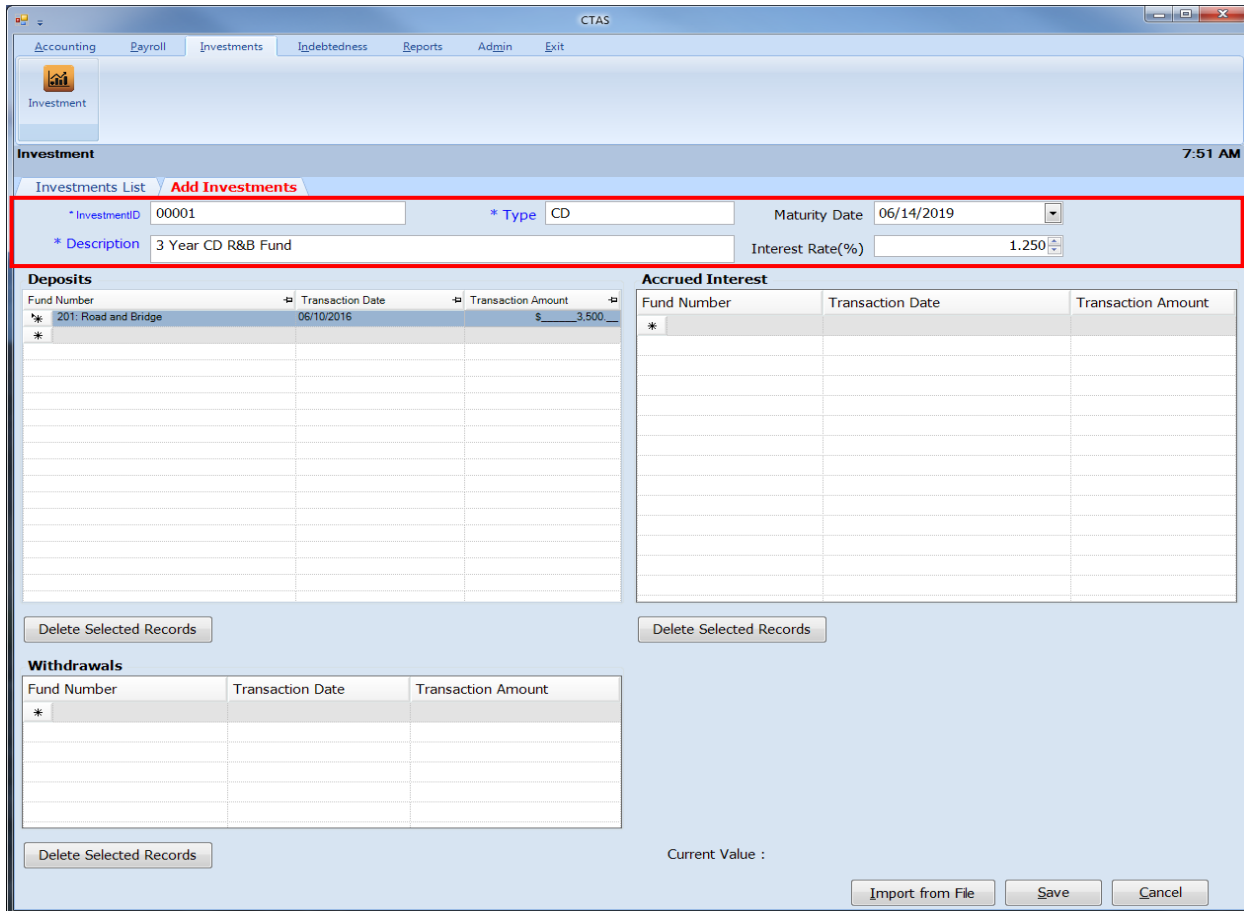 CTAS
Accounting Payroll Investments Indebtedness Reports Admin Exit
Investment
Investment 7:51 AM
Investments List Add Investments
* InvestmentID 00001 * Type CD Maturity Date 06/14/2019
* Description 3 Year CD R&B Fund Interest Rate(%) 1.250
Deposits
Fund Number Transaction Date Transaction Amount
201: Road and Bridge 06/10/2016 $______3,500.__
*
Accrued Interest
Fund Number Transaction Date Transaction Amount
*
Delete Selected Records Delete Selected Records
Withdrawals
Fund Number Transaction Date Transaction Amount
*
Delete Selected Records Current Value :
Import from File Save Cancel